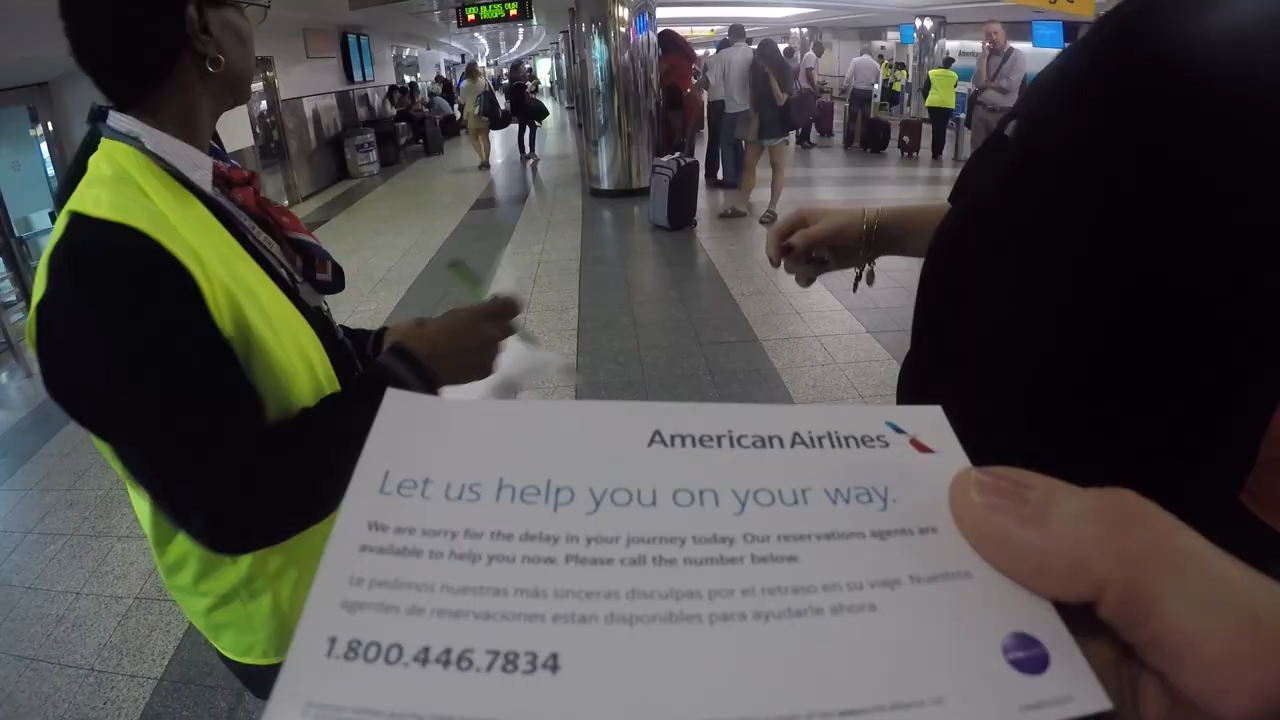 GOD BLESS OUR
TROOPS
American
American Airlines
Let us help you on your way.
We are sorry for the delay in your journey today. Our reservations agents are
available to help you now. Please call the number below.
Le pedimos nuestras más sinceras disculpas por el retraso en su viaje. Nuestros
agentes de reservaciones estan disponibles para ayudarle ahora.
1.800.446.7834